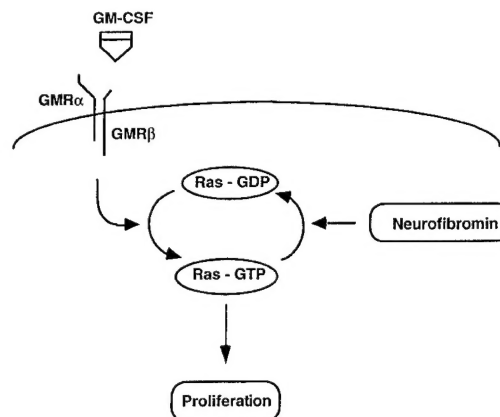 GM-CSF
GMRα
GMRβ
Ras - GDP
Neurofibromin
Ras - GTP
Proliferation